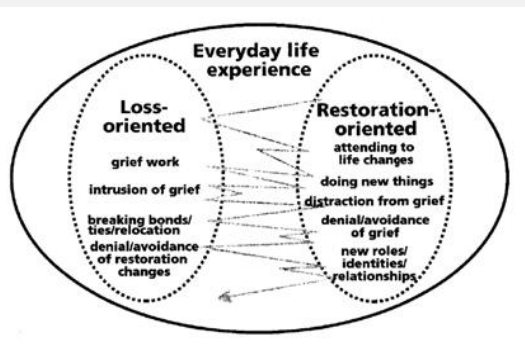 Everyday life
experience
Loss-
oriented
grief work
intrusion of grief
breaking bonds/
ties/relocation
denial/avoidance
of restoration
changes
Restoration-
oriented
attending to
life changes
doing new things
distraction from grief
denial/avoidance
of grief
new roles/
identities/
relationships